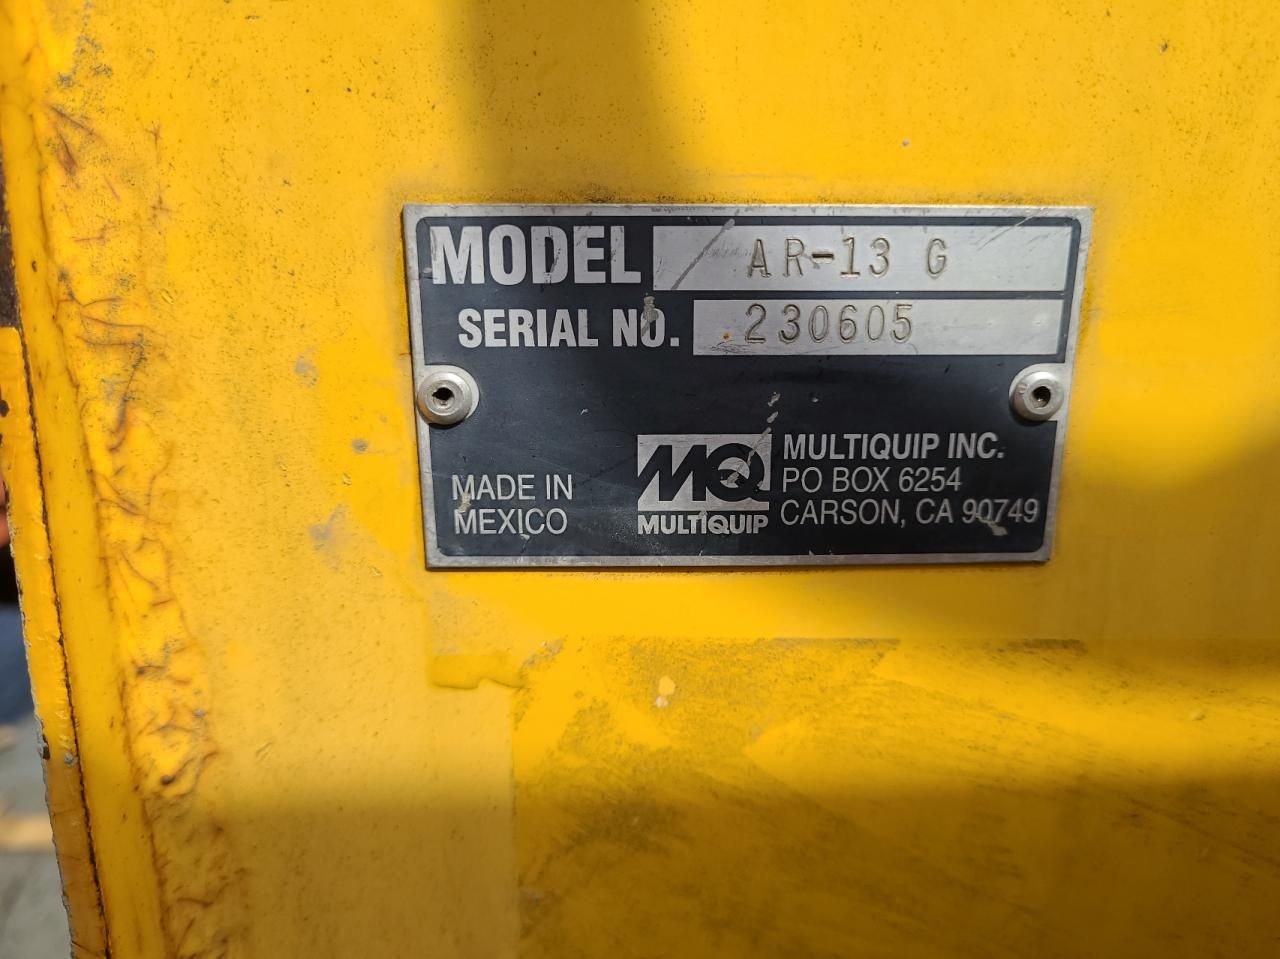 MODEL AR-13 G
SERIAL NO. 230605
MADE IN
MEXICO
MQ
MULTIQUIP
MULTIQUIP INC.
PO BOX 6254
CARSON, CA 90749